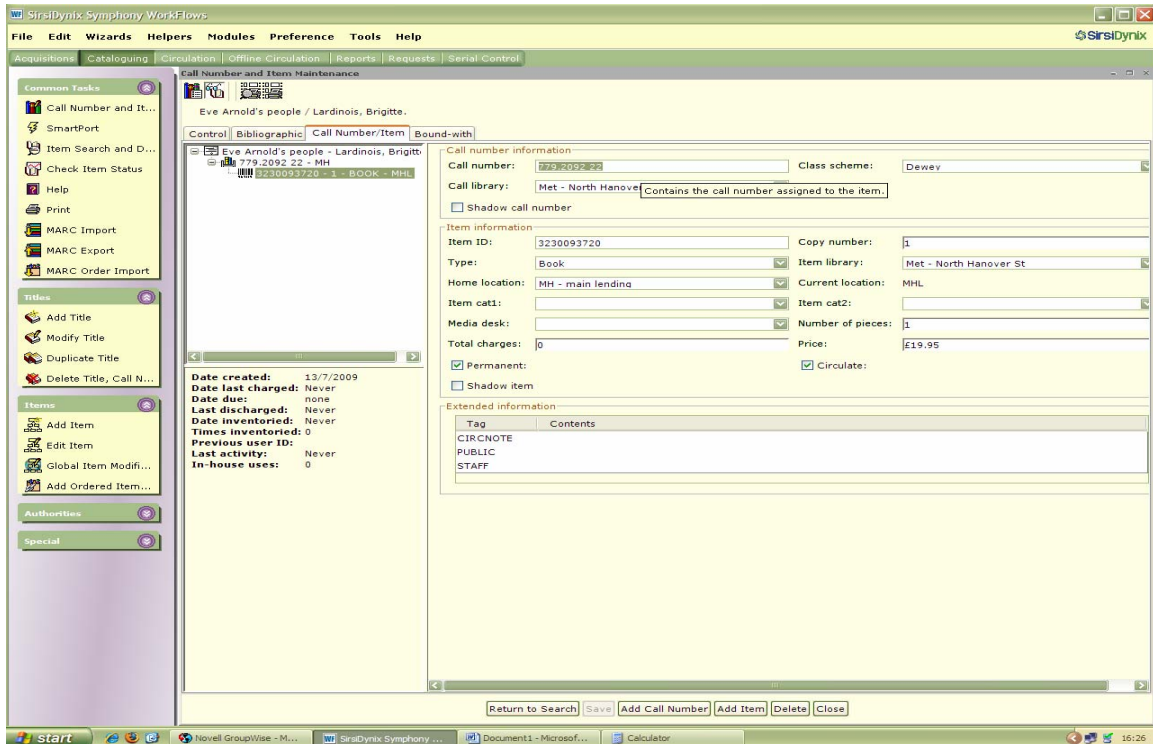 WF SirsiDynix Symphony WorkFlows
File Edit Wizards Helpers Modules Preference Tools Help
SirsiDynix
Acquisitions Cataloguing Circulation Offline Circulation Reports Requests Serial Control
Common Tasks
Call Number and It...
SmartPort
Item Search and D...
Check Item Status
Help
Print
MARC Import
MARC Export
MARC Order Import
Titles
Add Title
Modify Title
Duplicate Title
Delete Title, Call N...
Items
Add Item
Edit Item
Global Item Modifi...
Add Ordered Item...
Authorities
Special
Call Number and Item Maintenance
Eve Arnold's people / Lardinois, Brigitte.
Control Bibliographic Call Number/Item Bound-with
Eve Arnold's people - Lardinois, Brigitt
779.2092 22 - MH
3230093720 - 1 - BOOK - MHL
Date created: 13/7/2009
Date last charged: Never
Date due: none
Last discharged: Never
Date inventoried: Never
Times inventoried: 0
Previous user ID:
Last activity: Never
In-house uses: 0
Call number information
Call number: 779.2092 22 Class scheme: Dewey
Call library: Met - North Hanover
Contains the call number assigned to the item.
Shadow call number
Item information
Item ID: 3230093720 Copy number: 1
Type: Book Item library: Met - North Hanover St
Home location: MH - main lending Current location: MHL
Item cat1: Item cat2:
Media desk: Number of pieces: 1
Total charges: 0 Price: £19.95
Permanent: Circulate:
Shadow item
Extended information
Tag Contents
CIRCNOTE
PUBLIC
STAFF
Return to Search Save Add Call Number Add Item Delete Close
start Novell GroupWise - M... WF SirsiDynix Symphony ... Document1 - Microsof... Calculator 16:26